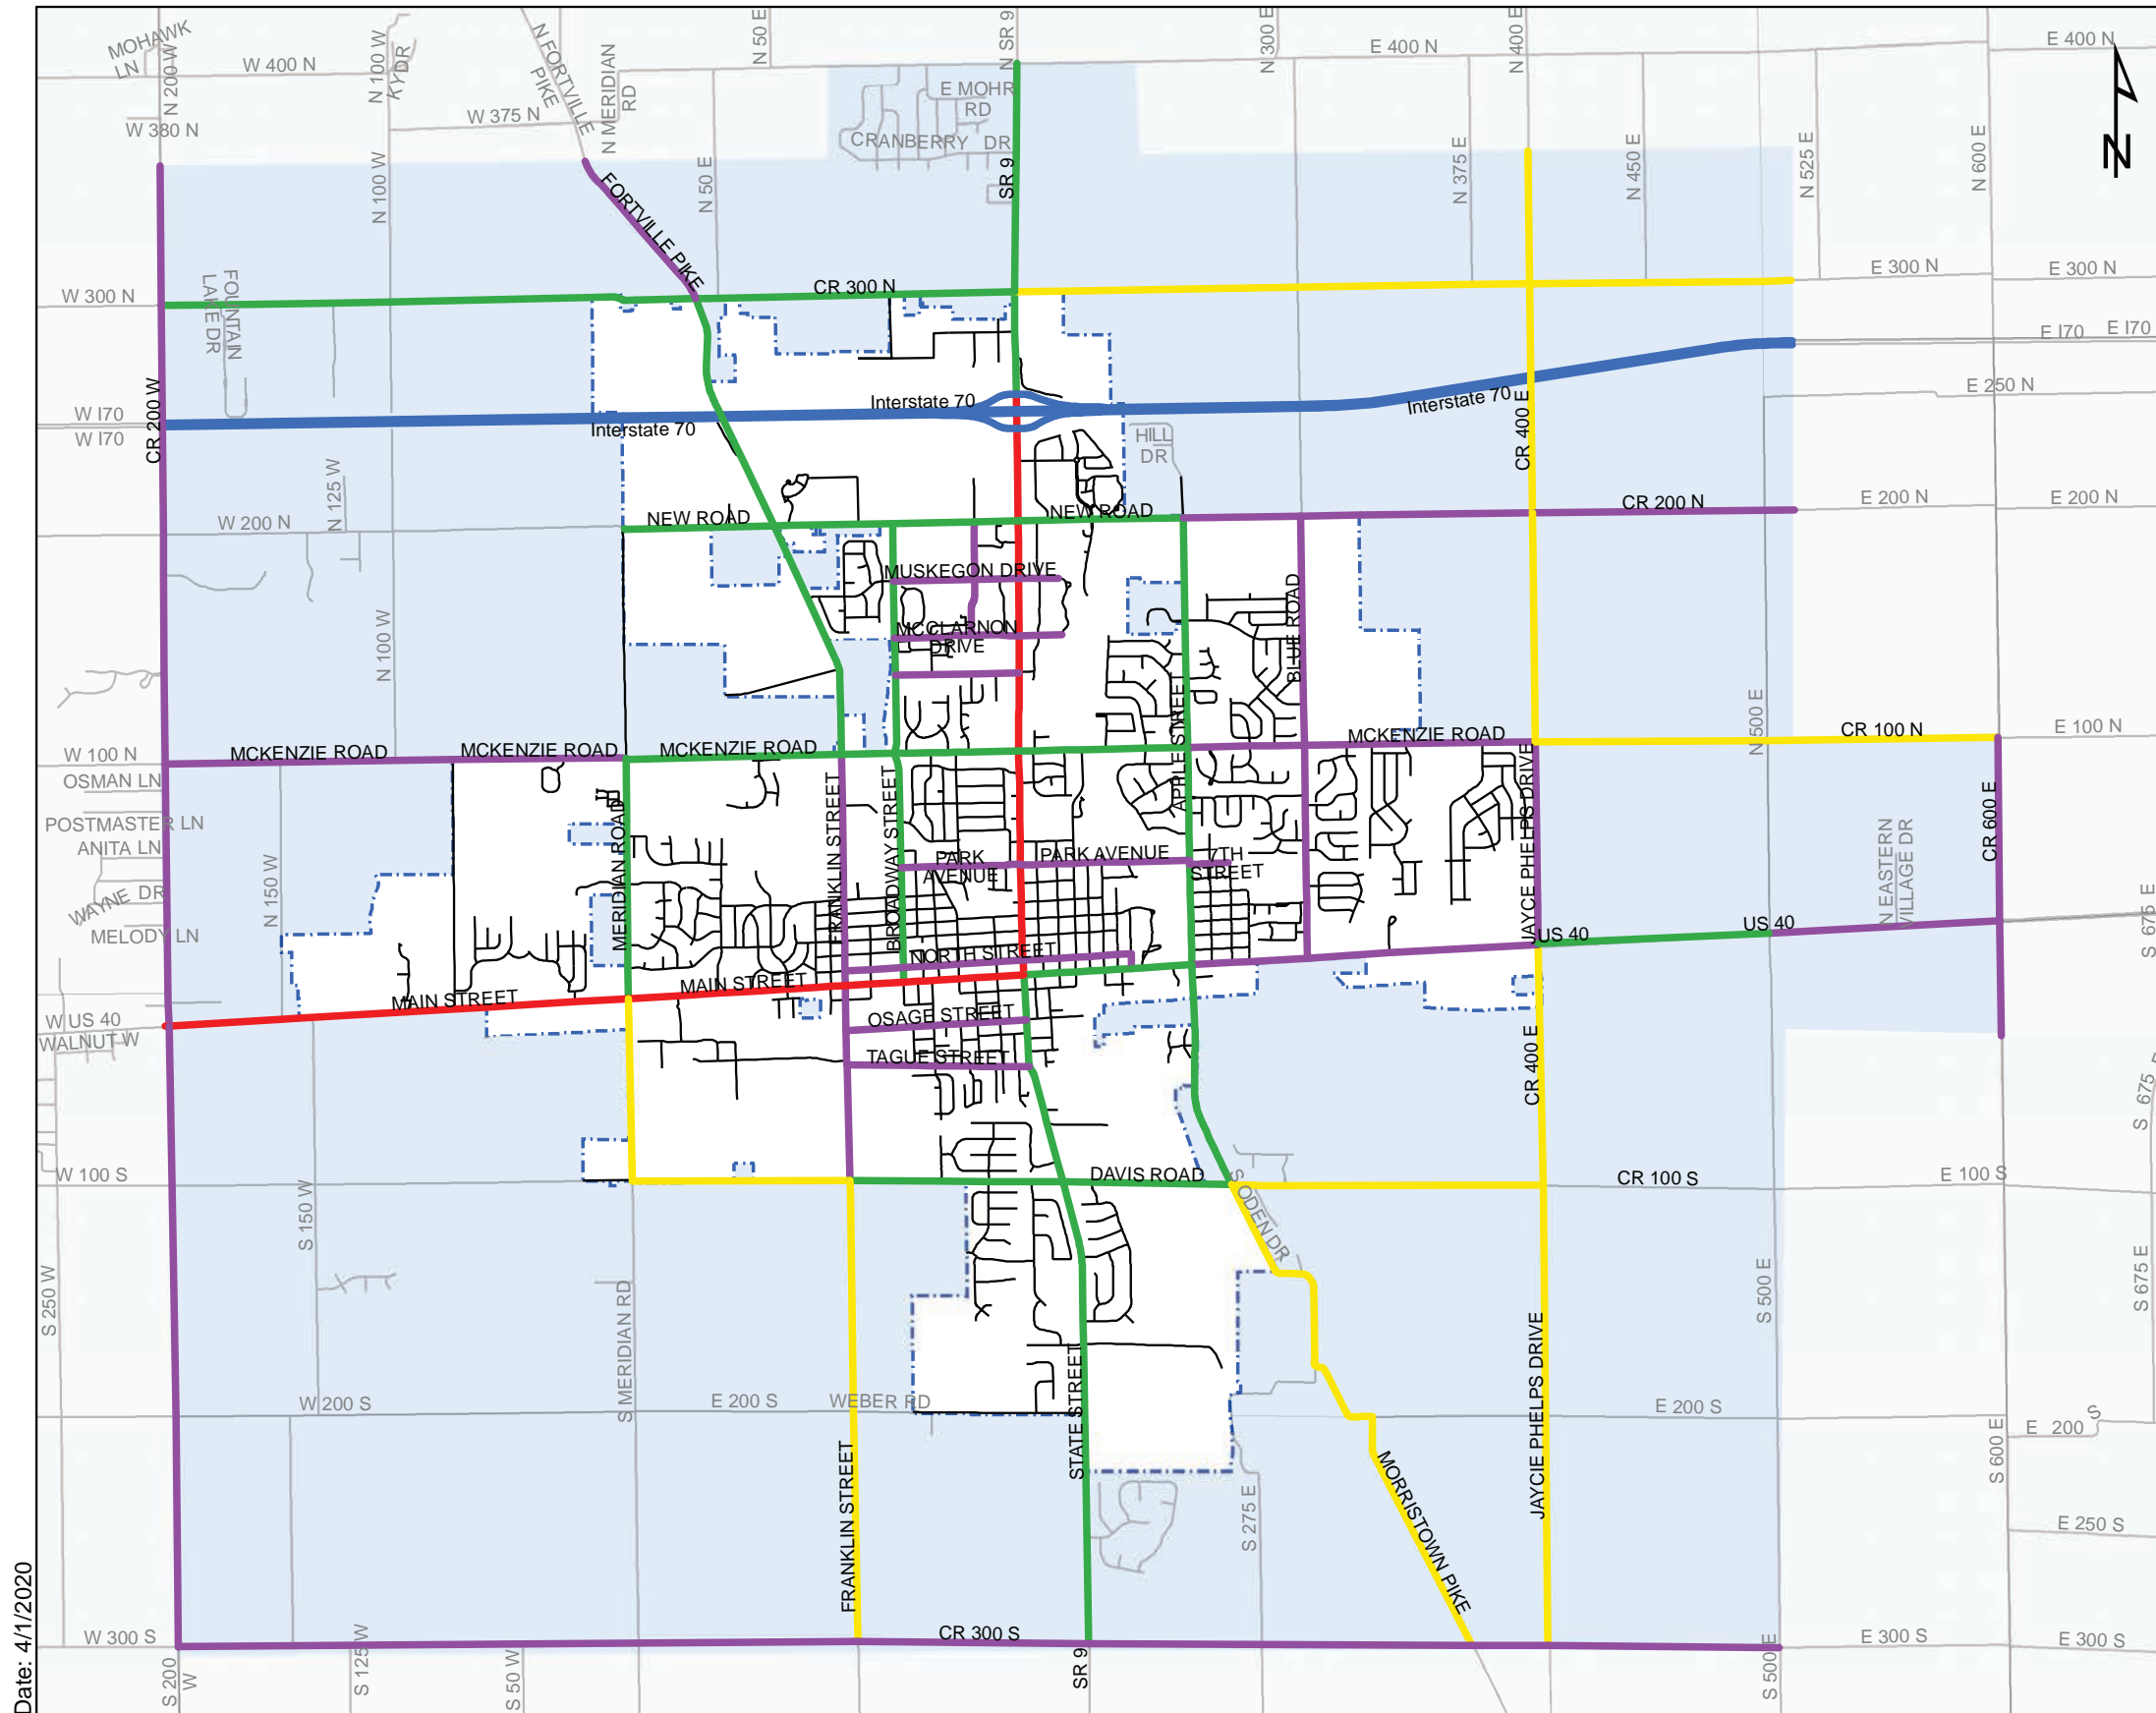 MOHAWK
LN
N 200 W
W 400 N
N 100 W
KY DR
N FORTVILLE
PIKE
N MERIDIAN
RD
N 50 E
N SR 9
N 300 E
E 400 N
N 400 E
E 400 N
W 380 N
W 375 N
E MOHR
RD
CRANBERRY DR
N 100 W
N 50 E
SR 9
N 375 E
N 450 E
N 525 E
N 600 E
N
FORTVILLE PIKE
W 300 N
FOUNTAIN
LAKE DR
CR 300 N
E 300 N
E 300 N
E I70
E I70
CR 200 W
W I70
W I70
Interstate 70
Interstate 70
Interstate 70
CR 400 E
E 250 N
HILL
DR
N 125 W
W 200 N
NEW ROAD
NEW ROAD
CR 200 N
E 200 N
E 200 N
MUSKEGON DRIVE
MCCLARNON
DRIVE
BLUE ROAD
N 100 W
APPLE STREET
N 500 E
W 100 N
MCKENZIE ROAD
MCKENZIE ROAD
MCKENZIE ROAD
MCKENZIE ROAD
CR 100 N
E 100 N
OSMAN LN
POSTMASTER LN
ANITA LN
WAYNE DR
MELODY LN
N 150 W
MERIDIAN ROAD
FRANKLIN STREET
BROADWAY STREET
PARK
AVENUE
PARK AVENUE
7TH
STREET
JAYCE PHELPS DRIVE
N EASTERN
VILLAGE DR
CR 600 E
S 675 E
US 40
US 40
NORTH STREET
MAIN STREET
MAIN STREET
W US 40
WALNUT W
OSAGE STREET
TAGUE STREET
CR 400 E
S 675 E
W 100 S
DAVIS ROAD
CR 100 S
E 100 S
S 150 W
S ODEN DR
S 250 W
S MERIDIAN RD
S 500 E
S 675 E
JAYCIE PHELPS DRIVE
W 200 S
E 200 S
WEBER RD
STATE STREET
E 200 S
E 200 S
S 600 E
FRANKLIN STREET
S 275 E
MORRISTOWN PIKE
E 250 S
Date: 4/1/2020
W 300 S
CR 300 S
E 300 S
E 300 S
S 200
W
S 125 W
S 50 W
SR 9
S 500 E